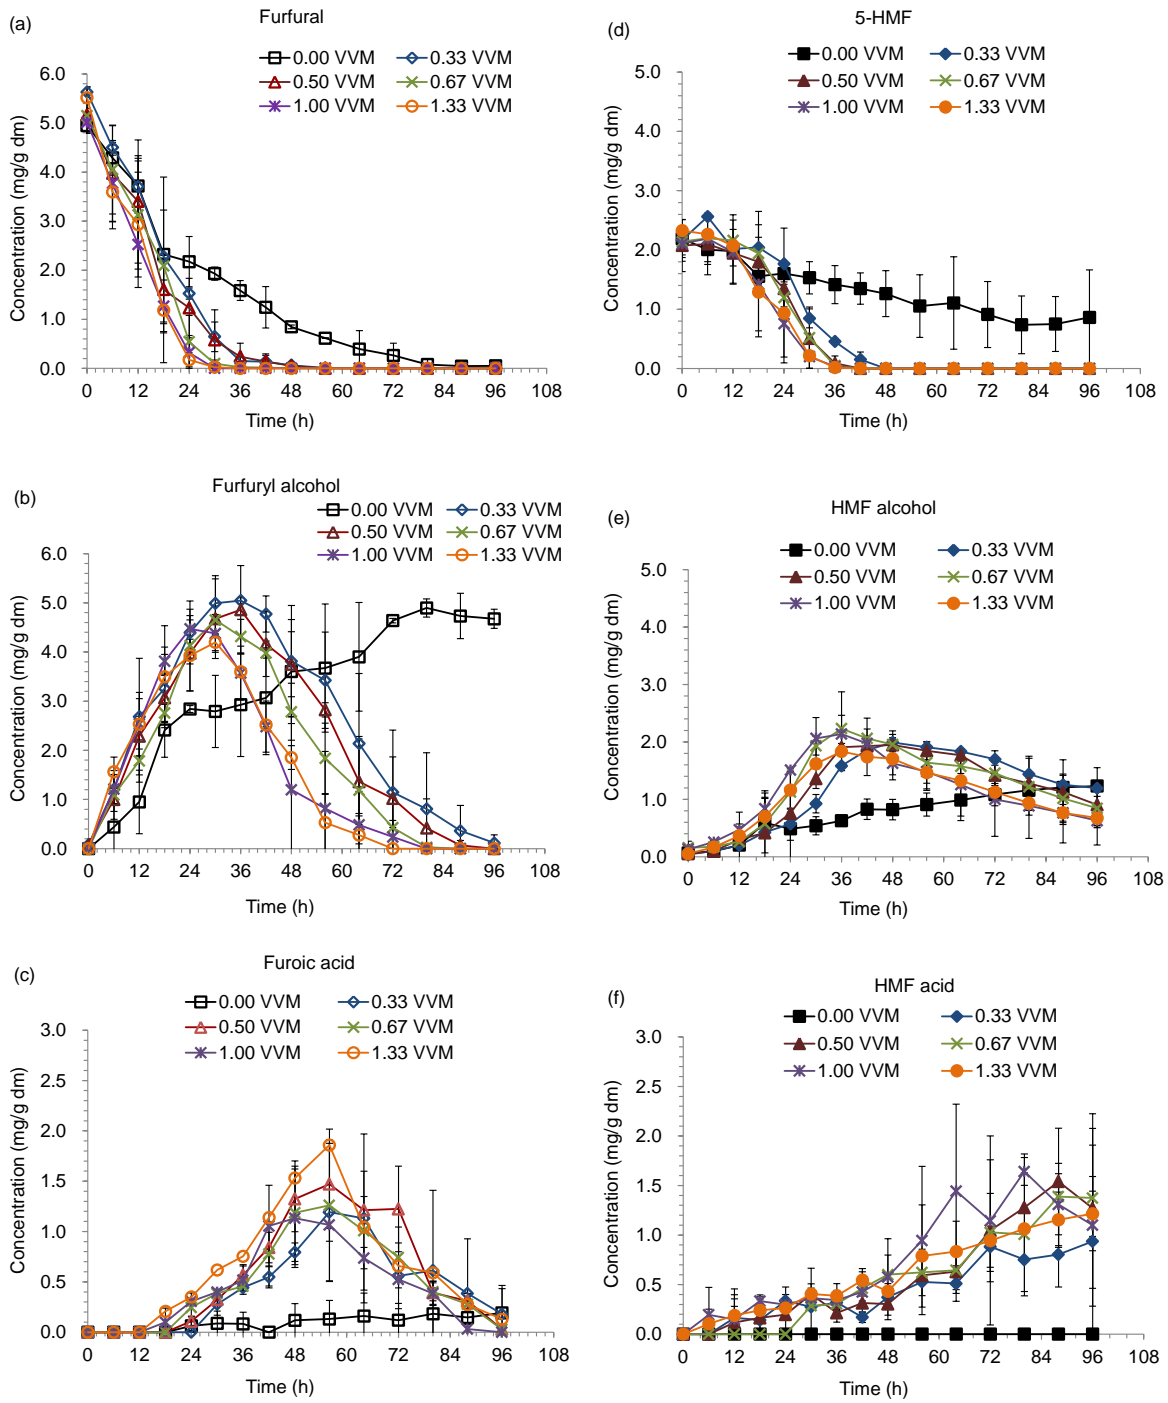 (a)
Furfural
0.00 VVM 0.33 VVM
0.50 VVM 0.67 VVM
1.00 VVM 1.33 VVM
Concentration (mg/g dm)
6.0
5.0
4.0
3.0
2.0
1.0
0.0
0 12 24 36 48 60 72 84 96 108
Time (h)
(d)
5-HMF
0.00 VVM 0.33 VVM
0.50 VVM 0.67 VVM
1.00 VVM 1.33 VVM
Concentration (mg/g dm)
5.0
4.0
3.0
2.0
1.0
0.0
0 12 24 36 48 60 72 84 96 108
Time (h)
(b)
Furfuryl alcohol
0.00 VVM 0.33 VVM
0.50 VVM 0.67 VVM
1.00 VVM 1.33 VVM
Concentration (mg/g dm)
6.0
5.0
4.0
3.0
2.0
1.0
0.0
0 12 24 36 48 60 72 84 96 108
Time (h)
(e)
HMF alcohol
0.00 VVM 0.33 VVM
0.50 VVM 0.67 VVM
1.00 VVM 1.33 VVM
Concentration (mg/g dm)
5.0
4.0
3.0
2.0
1.0
0.0
0 12 24 36 48 60 72 84 96 108
Time (h)
(c)
Furoic acid
0.00 VVM 0.33 VVM
0.50 VVM 0.67 VVM
1.00 VVM 1.33 VVM
Concentration (mg/g dm)
3.0
2.5
2.0
1.5
1.0
0.5
0.0
0 12 24 36 48 60 72 84 96 108
Time (h)
(f)
HMF acid
0.00 VVM 0.33 VVM
0.50 VVM 0.67 VVM
1.00 VVM 1.33 VVM
Concentration (mg/g dm)
3.0
2.5
2.0
1.5
1.0
0.5
0.0
0 12 24 36 48 60 72 84 96 108
Time (h)